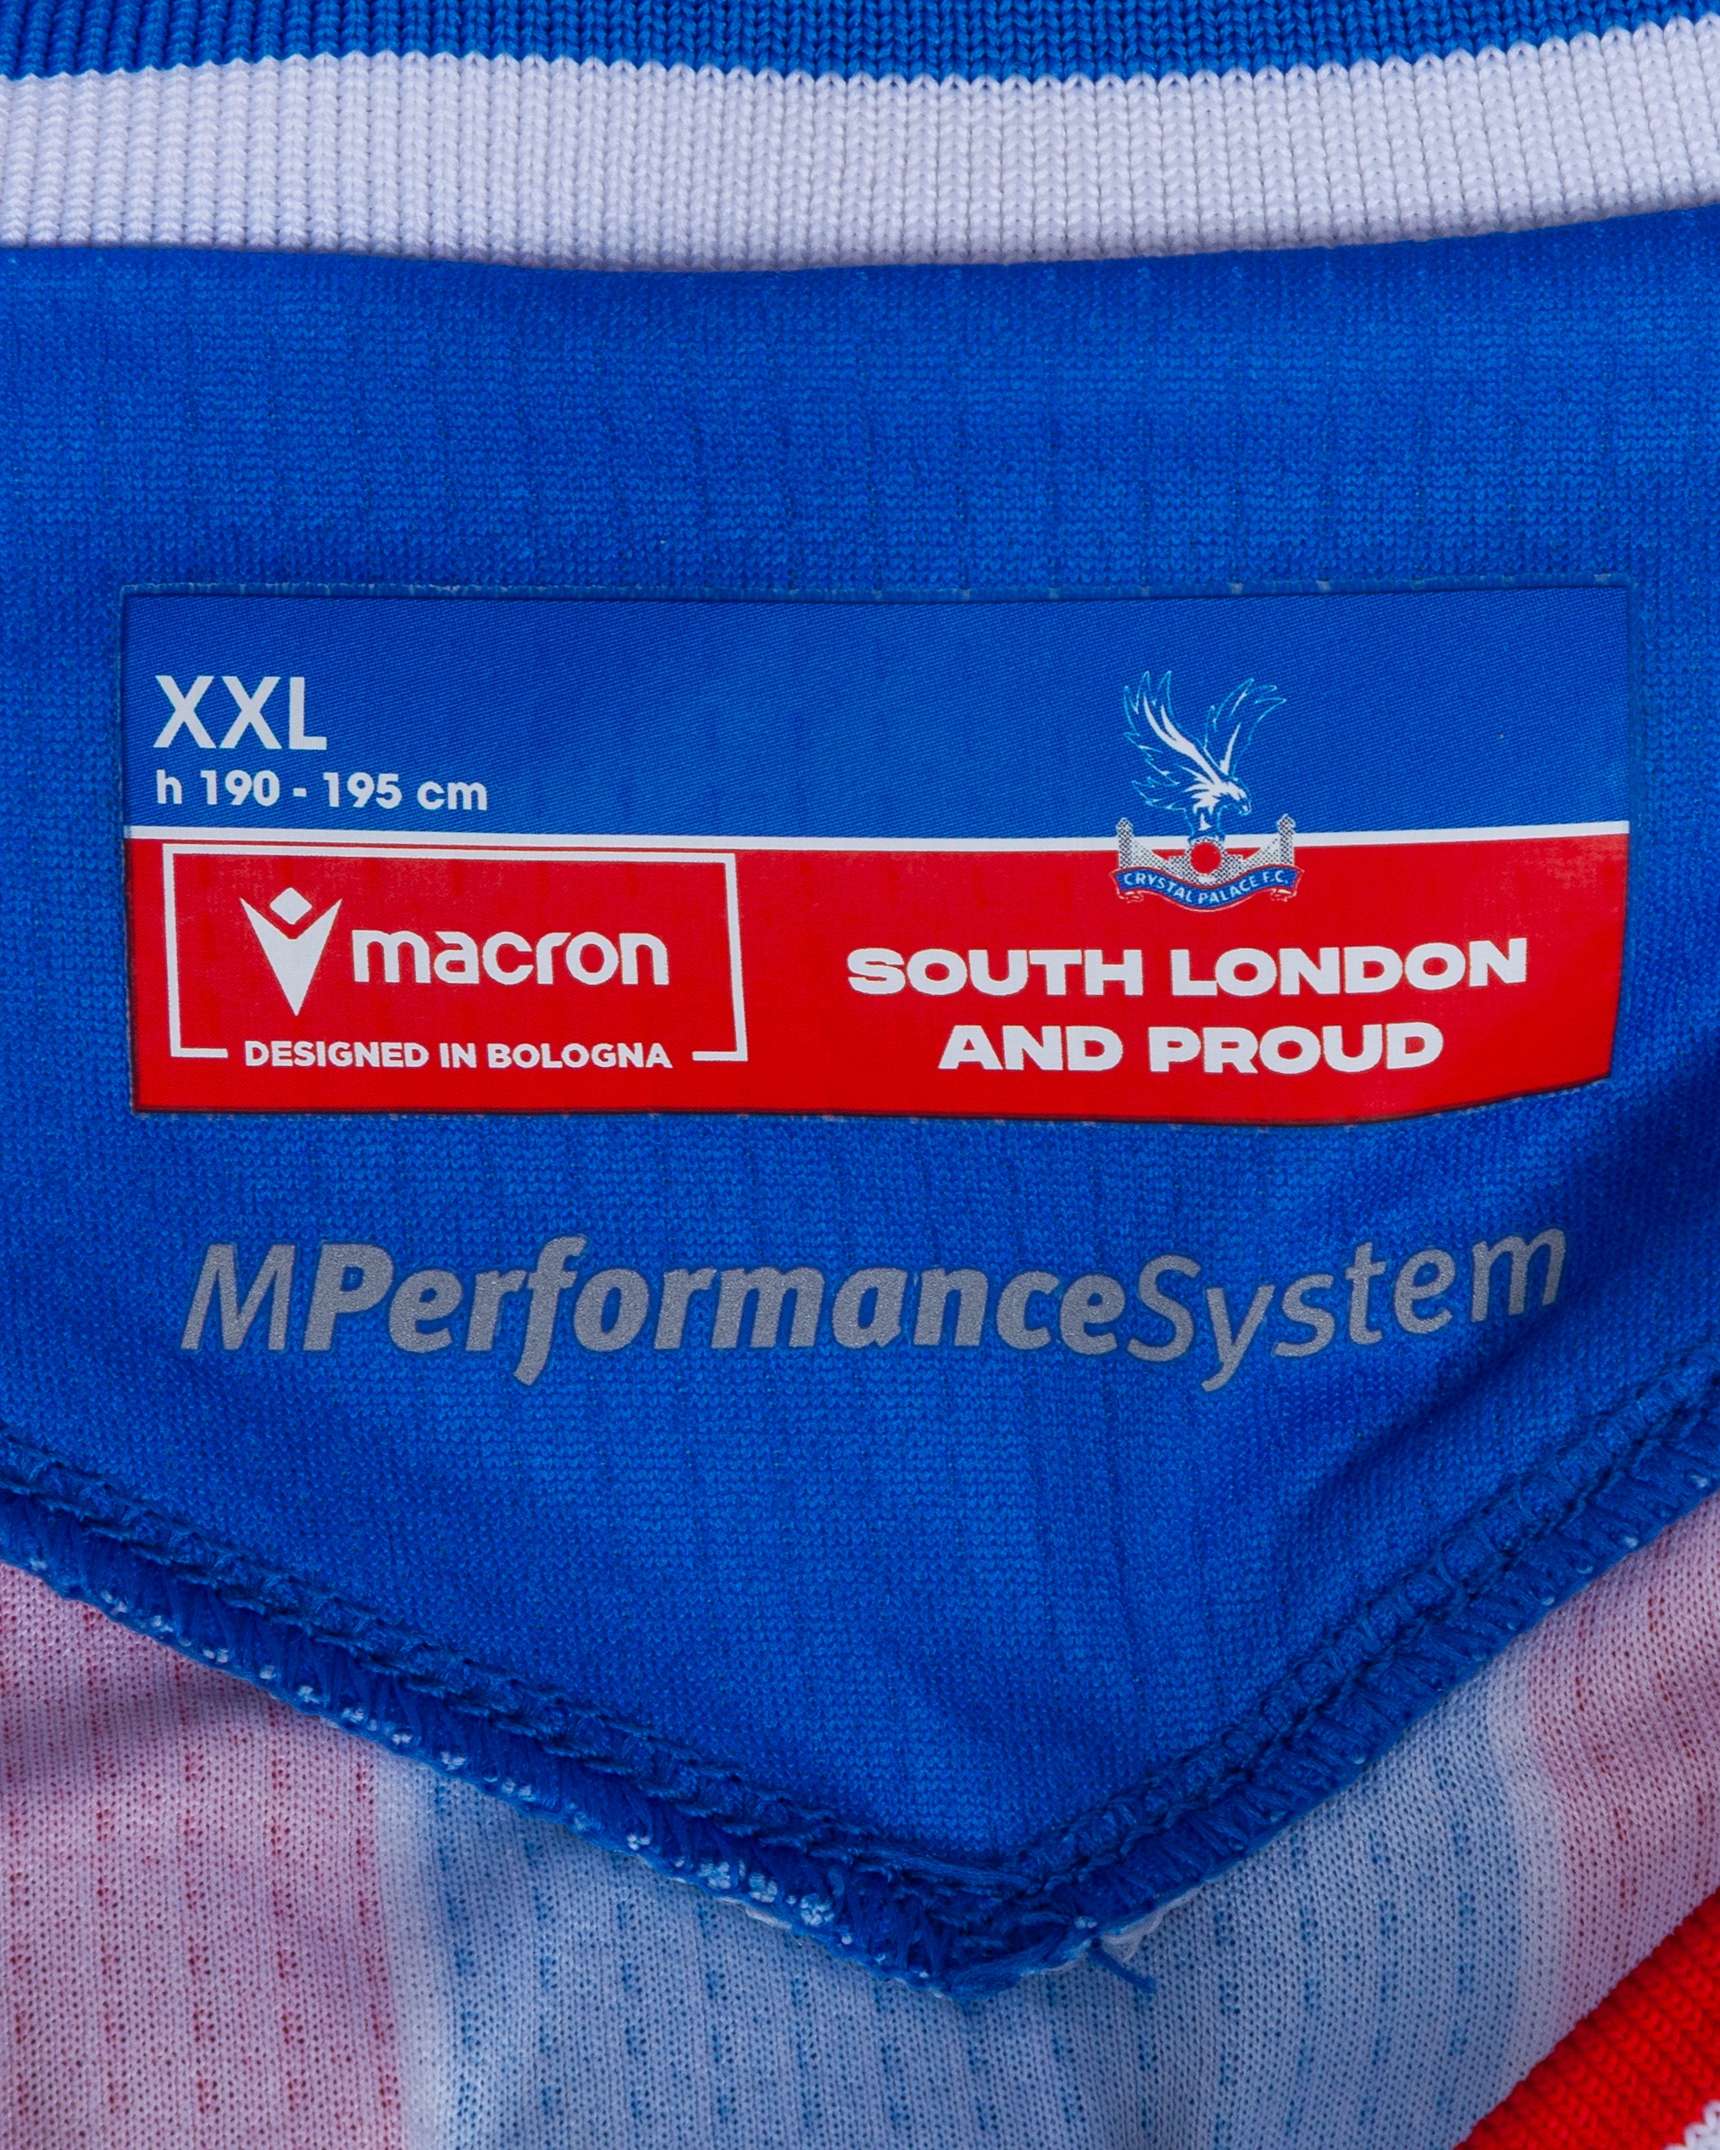 XXL
h 190 - 195 cm
CRYSTAL PALACE F.C.
macron
DESIGNED IN BOLOGNA
SOUTH LONDON
AND PROUD
MPerformanceSystem